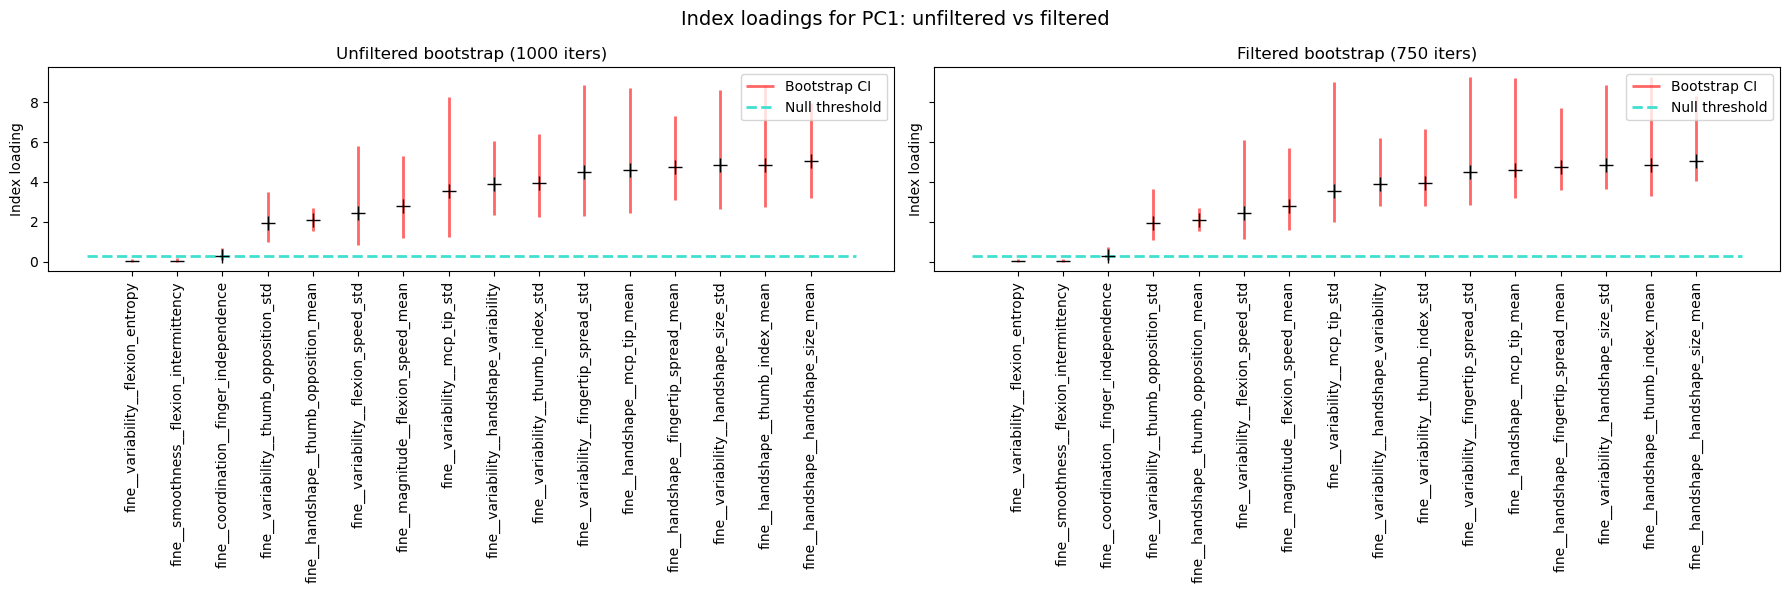 Index loadings for PC1: unfiltered vs filtered
Unfiltered bootstrap (1000 iters)
Index loading
8
6
4
2
0
Bootstrap CI
Null threshold
fine__variability__flexion_entropy
fine__smoothness__flexion_intermittency
fine__coordination__finger_independence
fine__variability__thumb_opposition_std
fine__handshape__thumb_opposition_mean
fine__variability__flexion_speed_std
fine__magnitude__flexion_speed_mean
fine__variability__mcp_tip_std
fine__variability__handshape_variability
fine__variability__thumb_index_std
fine__variability__fingertip_spread_std
fine__handshape__mcp_tip_mean
fine__handshape__fingertip_spread_mean
fine__variability__handshape_size_std
fine__handshape__thumb_index_mean
fine__handshape__handshape_size_mean
Filtered bootstrap (750 iters)
Index loading
Bootstrap CI
Null threshold
fine__variability__flexion_entropy
fine__smoothness__flexion_intermittency
fine__coordination__finger_independence
fine__variability__thumb_opposition_std
fine__handshape__thumb_opposition_mean
fine__variability__flexion_speed_std
fine__magnitude__flexion_speed_mean
fine__variability__mcp_tip_std
fine__variability__handshape_variability
fine__variability__thumb_index_std
fine__variability__fingertip_spread_std
fine__handshape__mcp_tip_mean
fine__handshape__fingertip_spread_mean
fine__variability__handshape_size_std
fine__handshape__thumb_index_mean
fine__handshape__handshape_size_mean